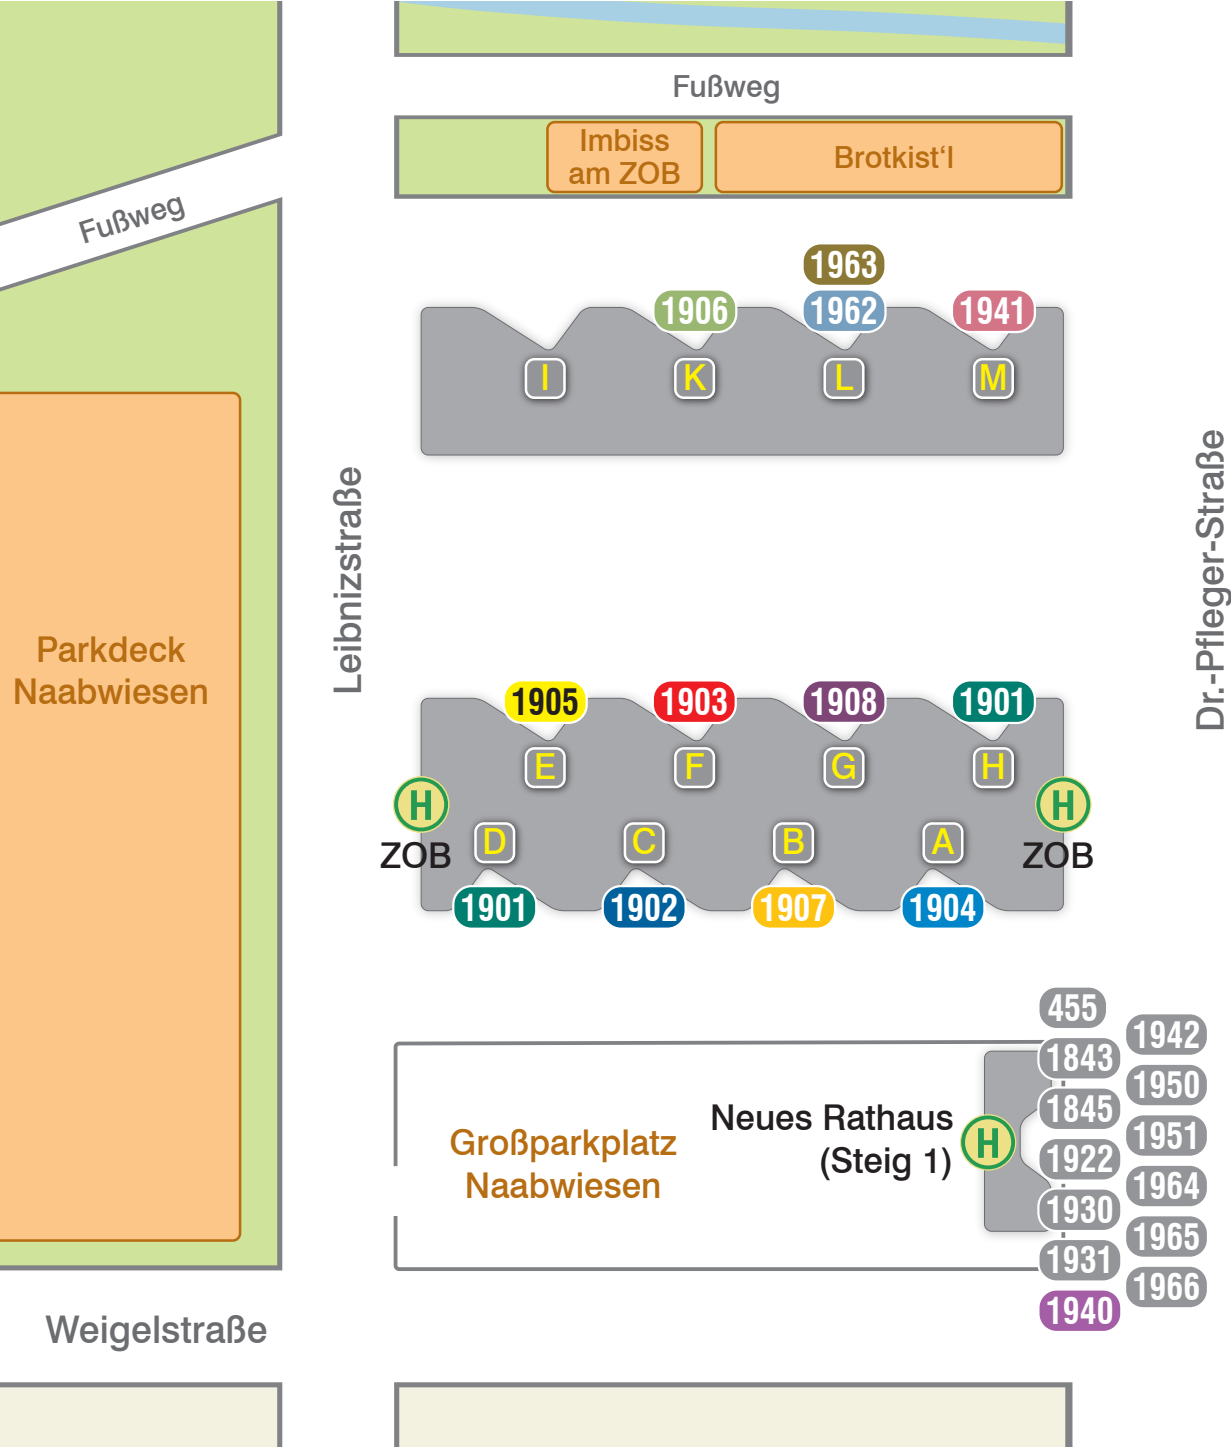 Fußweg
Imbiss
am ZOB
Brotkist‘l
Fußweg
1963
1906
1962
1941
I
K
L
M
Leibnizstraße
Dr.-Pfleger-Straße
Parkdeck
Naabwiesen
1905
1903
1908
1901
E
F
G
H
H
ZOB
H
ZOB
D
C
B
A
1901
1902
1907
1904
455
1942
1843
1950
1845
1951
1922
1964
1930
1965
1931
1966
1940
Neues Rathaus
(Steig 1)
H
Großparkplatz
Naabwiesen
Weigelstraße